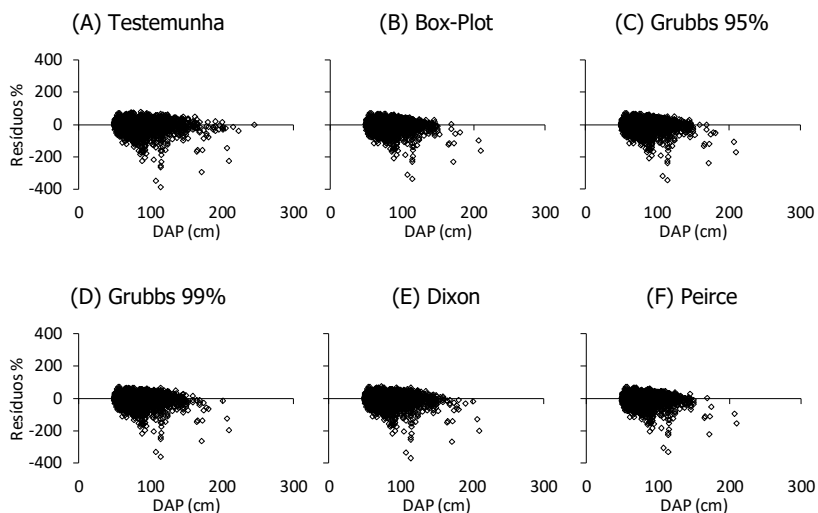 (A) Testemunha
(B) Box-Plot
(C) Grubbs 95%
Resíduos %
400
200
0
-200
-400
0 100 200 300
DAP (cm)
0 100 200 300
DAP (cm)
0 100 200 300
DAP (cm)
(D) Grubbs 99%
(E) Dixon
(F) Peirce
Resíduos %
400
200
0
-200
-400
0 100 200 300
DAP (cm)
0 100 200 300
DAP (cm)
0 100 200 300
DAP (cm)